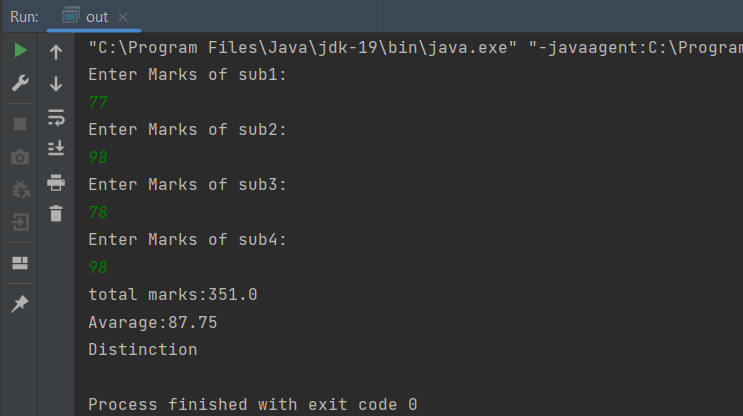 Run: out
"C:\Program Files\Java\jdk-19\bin\java.exe" "-javaagent:C:\Program
Enter Marks of sub1:
77
Enter Marks of sub2:
98
Enter Marks of sub3:
78
Enter Marks of sub4:
98
total marks:351.0
Avarage:87.75
Distinction
Process finished with exit code 0